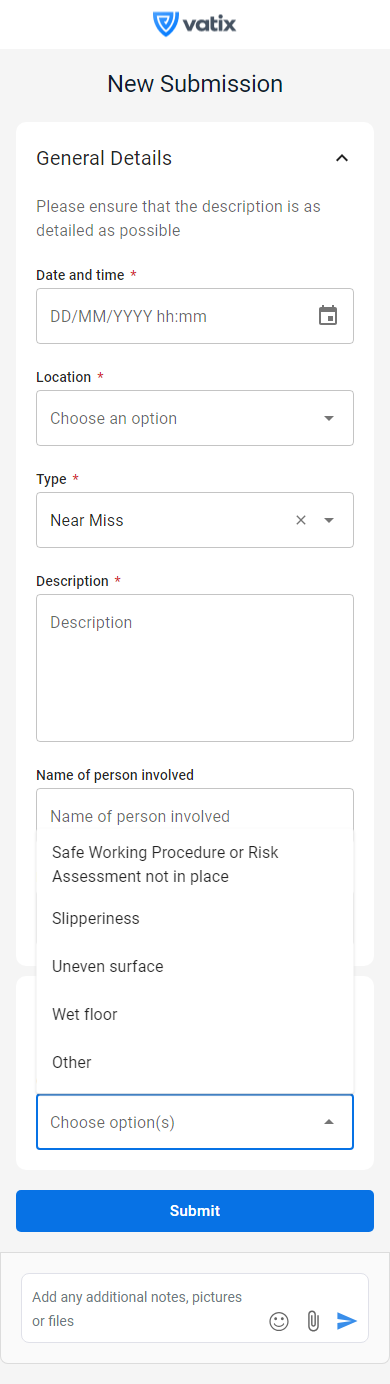 vatix
New Submission
General Details
Please ensure that the description is as
detailed as possible
Date and time *
DD/MM/YYYY hh:mm
Location *
Choose an option
Type *
Near Miss
Description *
Description
Name of person involved
Name of person involved
Safe Working Procedure or Risk
Assessment not in place
Slipperiness
Uneven surface
Wet floor
Other
Choose option(s)
Submit
Add any additional notes, pictures
or files